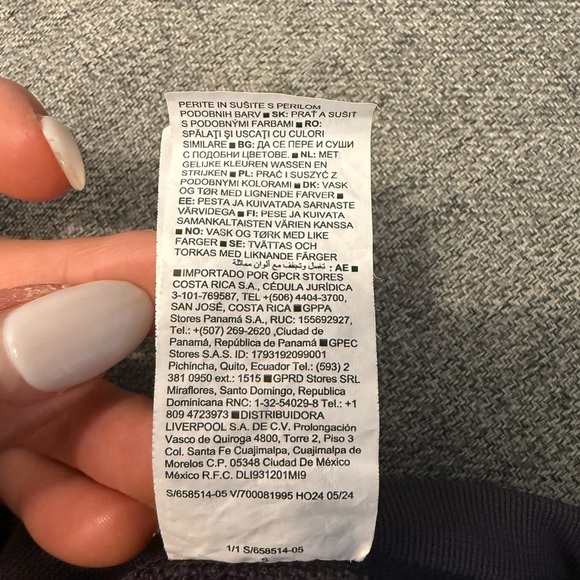 PERITE IN SUŠITE S PERILOM
PODOBNIH BARV ■ SK: PRAŤ A SUŠIŤ
S PODOBNÝMI FARBAMI ■ RO:
SPĂLAŢI ŞI USCAŢI CU CULORI
SIMILARE ■ BG: ДА СЕ ПЕРЕ И СУШИ
С ПОДОБНИ ЦВЕТОВЕ. ■ NL: MET
GELIJKE KLEUREN WASSEN EN
STRIJKEN ■ PL: PRAĆ I SUSZYĆ Z
PODOBNYMI KOLORAMI ■ DK: VASK
OG TØR MED LIGNENDE FARVER ■
EE: PESTA JA KUIVATADA SARNASTE
VÄRVIDEGA ■ FI: PESE JA KUIVATA
SAMANKALTAISTEN VÄRIEN KANSSA
■ NO: VASK OG TØRK MED LIKE
FARGER ■ SE: TVÄTTAS OCH
TORKAS MED LIKNANDE FÄRGER
■ AE : تغسل وتجفف مع ألوان مماثلة
■IMPORTADO POR GPCR STORES
COSTA RICA S.A., CÉDULA JURÍDICA
3-101-769587, TEL +(506) 4404-3700,
SAN JOSÉ, COSTA RICA ■GPPA
Stores Panamá S.A., RUC: 155692927,
Tel.: +(507) 269-2620 ,Ciudad de
Panamá, República de Panamá ■GPEC
Stores S.A.S. ID: 1793192099001
Pichincha, Quito, Ecuador Tel.: (593) 2
381 0950 ext.: 1515 ■GPRD Stores SRL
Miraflores, Santo Domingo, Republica
Dominicana RNC: 1-32-54029-8 Tel.: +1
809 4723973 ■DISTRIBUIDORA
LIVERPOOL S.A. DE C.V. Prolongación
Vasco de Quiroga 4800, Torre 2, Piso 3
Col. Santa Fe Cuajimalpa, Cuajimalpa de
Morelos C.P. 05348 Ciudad De México
México R.F.C. DLI931201MI9
S/658514-05 V/700081995 HO24 05/24
1/1 S/658514-05
S